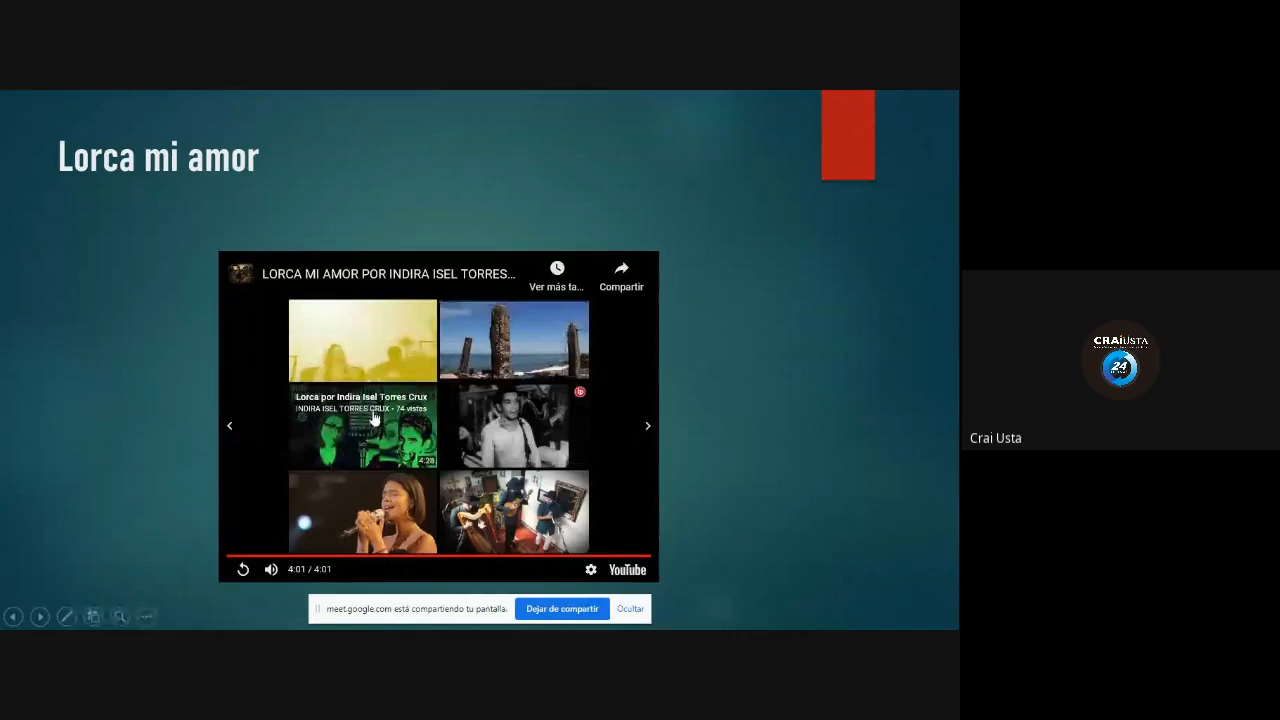 Lorca mi amor
LORCA MI AMOR POR INDIRA ISEL TORRES...
Ver más ta...
Compartir
Lorca por Indira Isel Torres Crux
INDIRA ISEL TORRES CRUX • 74 vistas
4:28
4:01 / 4:01
YouTube
meet.google.com está compartiendo tu pantalla.
Dejar de compartir
Ocultar
CRAIUSTA
24
Crai Usta